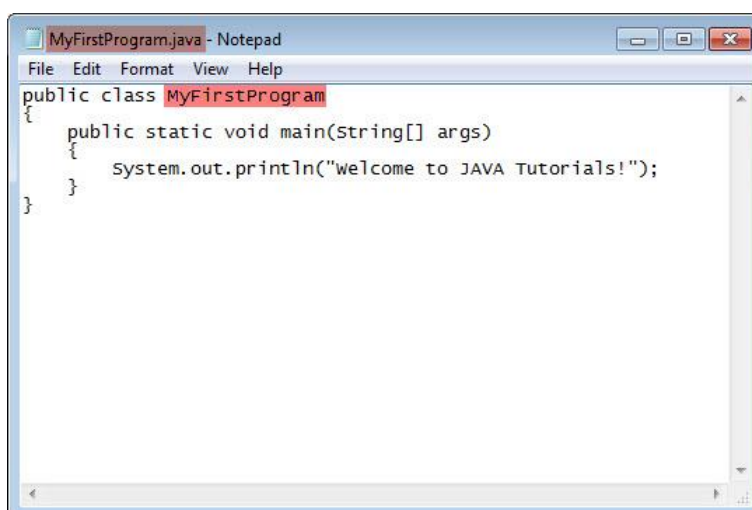 MyFirstProgram.java - Notepad
File Edit Format View Help
public class MyFirstProgram
{
    public static void main(String[] args)
    {
        System.out.println("Welcome to JAVA Tutorials!");
    }
}